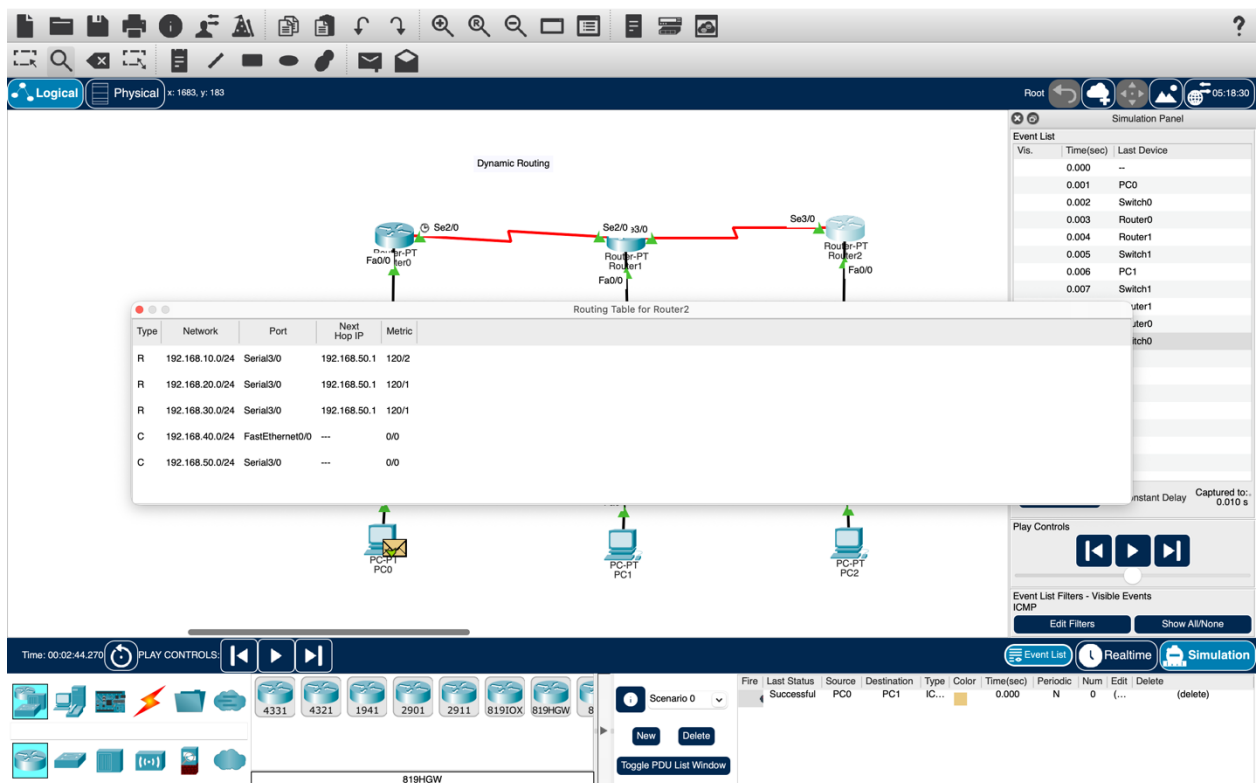 ?
Logical Physical x: 1683, y: 183 Root 05:18:30
Simulation Panel
Event List
Vis. Time(sec) Last Device
0.000 --
0.001 PC0
0.002 Switch0
0.003 Router0
0.004 Router1
0.005 Switch1
0.006 PC1
0.007 Switch1
Dynamic Routing
Se2/0 Se2/0 Se3/0
Fa0/0
Router-PT
Router1
Fa0/0
Router-PT
Router2
Fa0/0
Routing Table for Router2
Type Network Port Next Hop IP Metric
R 192.168.10.0/24 Serial3/0 192.168.50.1 120/2
R 192.168.20.0/24 Serial3/0 192.168.50.1 120/1
R 192.168.30.0/24 Serial3/0 192.168.50.1 120/1
C 192.168.40.0/24 FastEthernet0/0 --- 0/0
C 192.168.50.0/24 Serial3/0 --- 0/0
Captured to:
0.010 s
PC-PT
PC0
PC-PT
PC1
PC-PT
PC2
Play Controls
Event List Filters - Visible Events
ICMP
Edit Filters Show All/None
Time: 00:02:44.270 PLAY CONTROLS: Event List Realtime Simulation
4331 4321 1941 2901 2911 819IOX 819HGW
819HGW
Scenario 0
New Delete
Toggle PDU List Window
Fire Last Status Source Destination Type Color Time(sec) Periodic Num Edit Delete
Successful PC0 PC1 IC... 0.000 N 0 (... (delete)